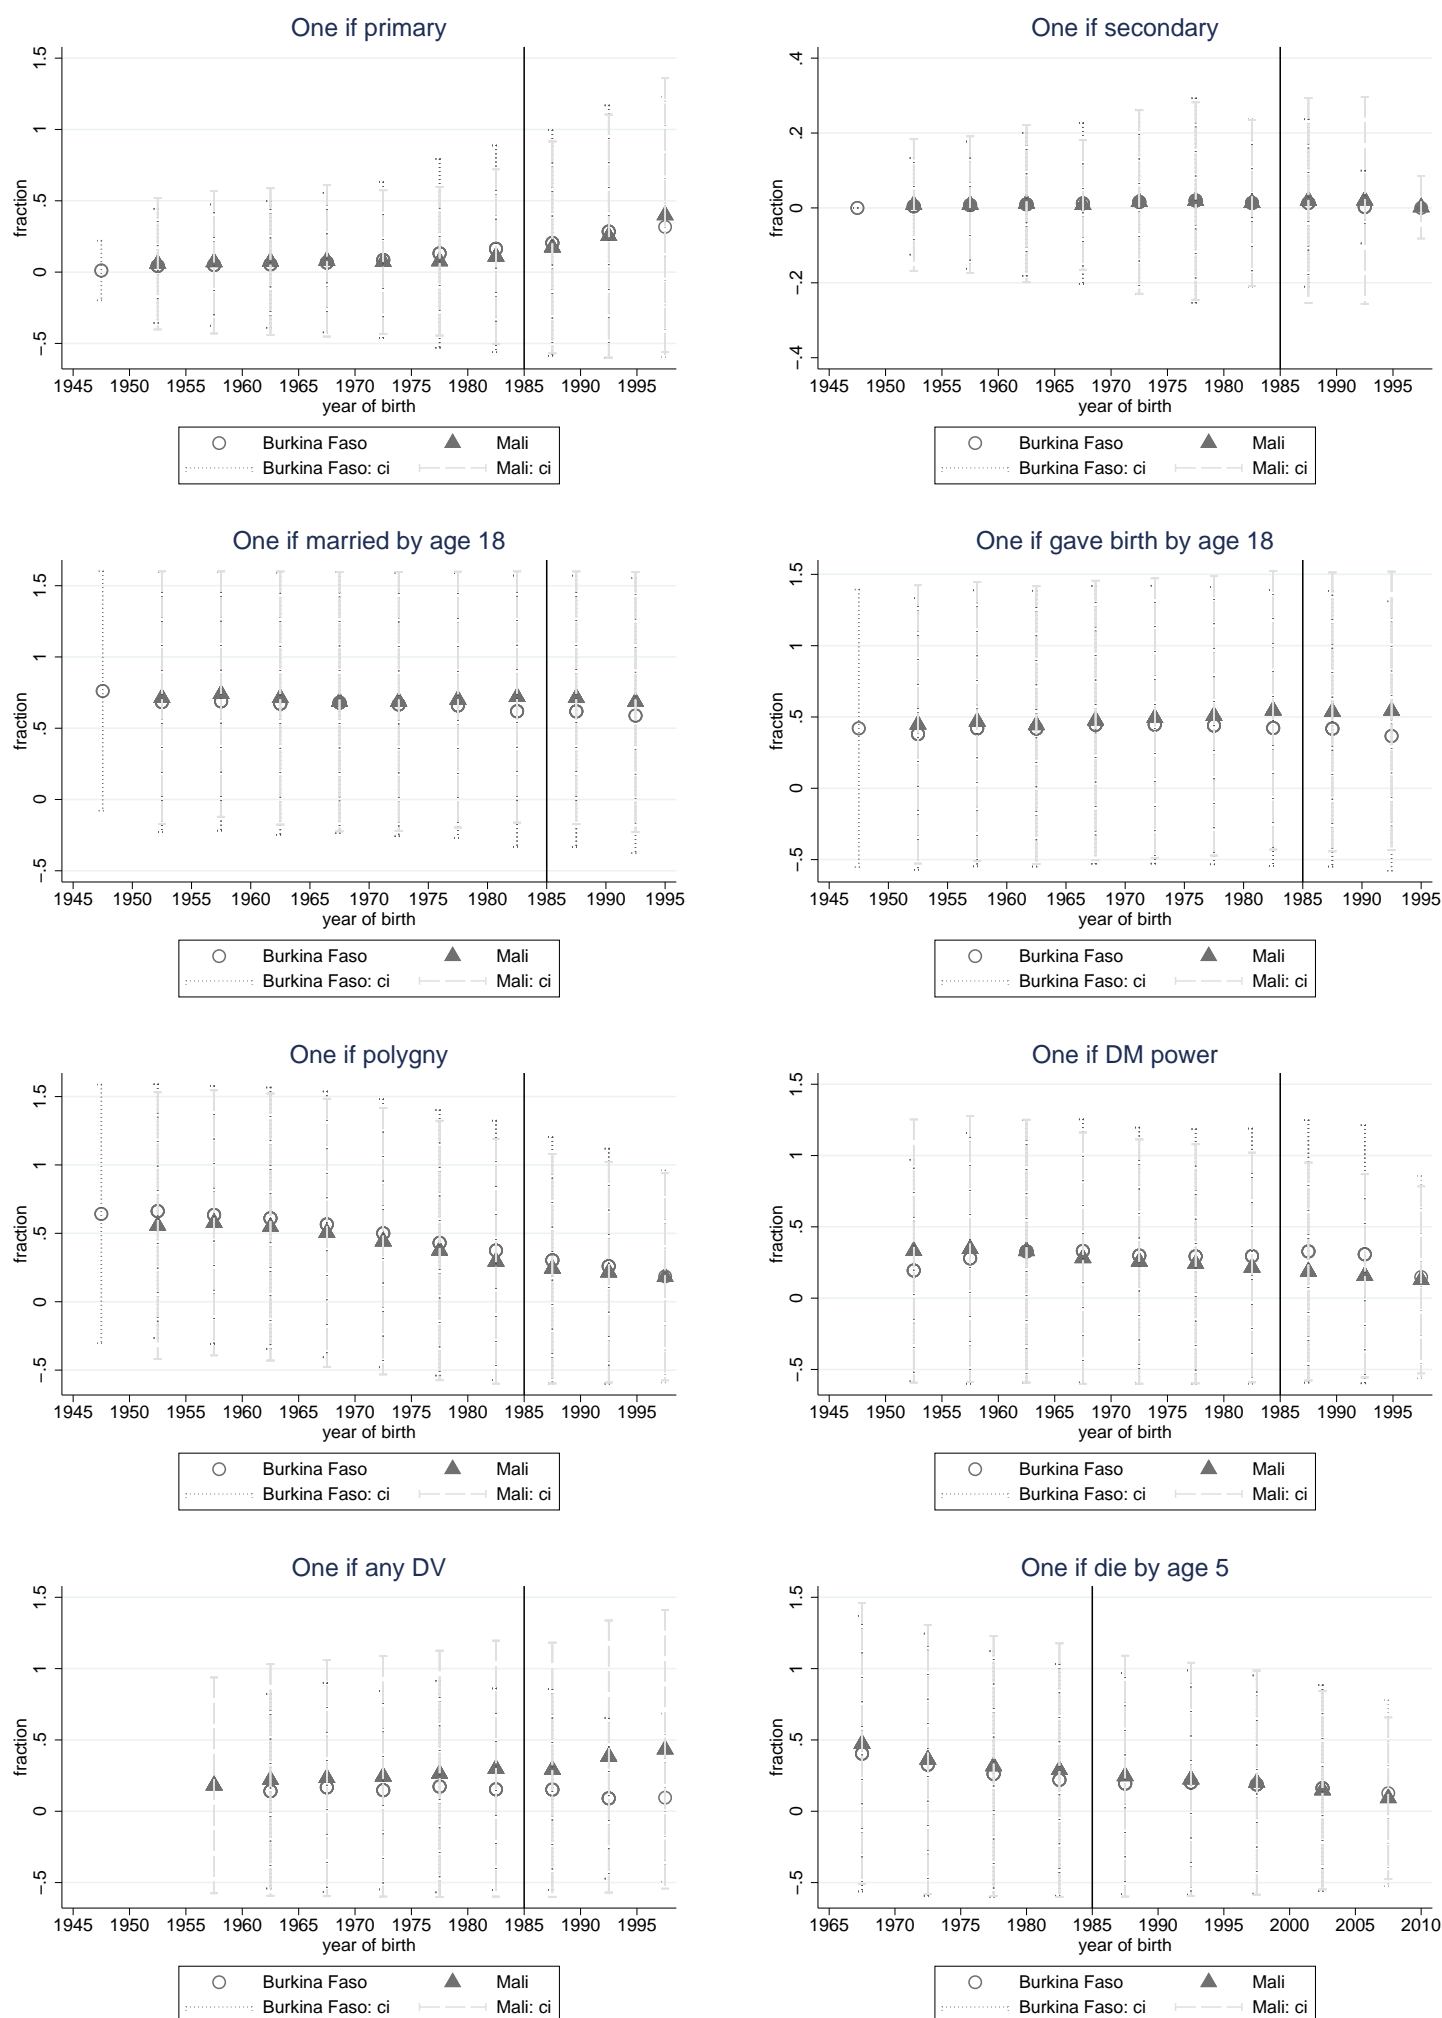 One if primary
1.5
1
.5
0
-.5
fraction
1945 1950 1955 1960 1965 1970 1975 1980 1985 1990 1995
year of birth
Burkina Faso Mali
Burkina Faso: ci Mali: ci
One if secondary
.4
.2
0
-.2
-.4
fraction
1945 1950 1955 1960 1965 1970 1975 1980 1985 1990 1995
year of birth
Burkina Faso Mali
Burkina Faso: ci Mali: ci
One if married by age 18
1.5
1
.5
0
-.5
fraction
1945 1950 1955 1960 1965 1970 1975 1980 1985 1990 1995
year of birth
Burkina Faso Mali
Burkina Faso: ci Mali: ci
One if gave birth by age 18
1.5
1
.5
0
-.5
fraction
1945 1950 1955 1960 1965 1970 1975 1980 1985 1990 1995
year of birth
Burkina Faso Mali
Burkina Faso: ci Mali: ci
One if polygny
1.5
1
.5
0
-.5
fraction
1945 1950 1955 1960 1965 1970 1975 1980 1985 1990 1995
year of birth
Burkina Faso Mali
Burkina Faso: ci Mali: ci
One if DM power
1.5
1
.5
0
-.5
fraction
1945 1950 1955 1960 1965 1970 1975 1980 1985 1990 1995
year of birth
Burkina Faso Mali
Burkina Faso: ci Mali: ci
One if any DV
1.5
1
.5
0
-.5
fraction
1945 1950 1955 1960 1965 1970 1975 1980 1985 1990 1995
year of birth
Burkina Faso Mali
Burkina Faso: ci Mali: ci
One if die by age 5
1.5
1
.5
0
-.5
fraction
1965 1970 1975 1980 1985 1990 1995 2000 2005 2010
year of birth
Burkina Faso Mali
Burkina Faso: ci Mali: ci